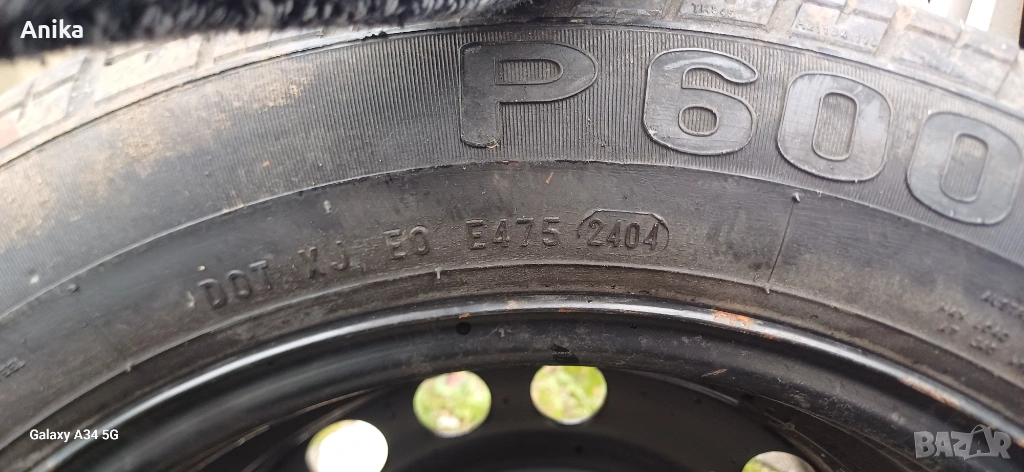 Anika
P600
DOT XJ E0 E475 2404
Galaxy A34 5G
BAZAR